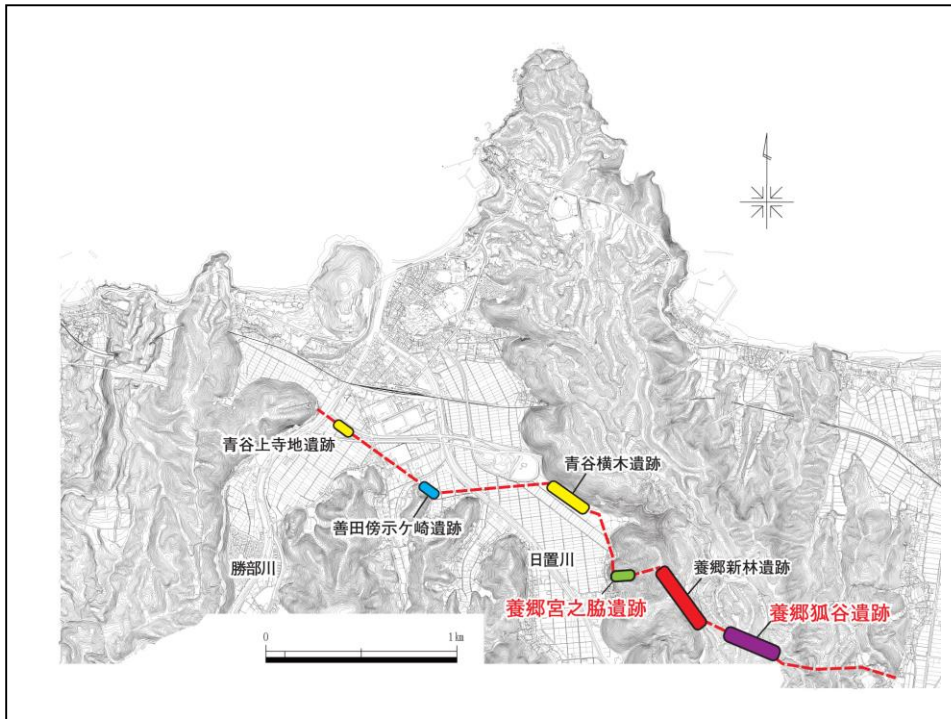 青谷上寺地遺跡
青谷横木遺跡
善田傍示ケ崎遺跡
勝部川
日置川
養郷新林遺跡
養郷宮之脇遺跡
養郷狐谷遺跡
0
1㎞